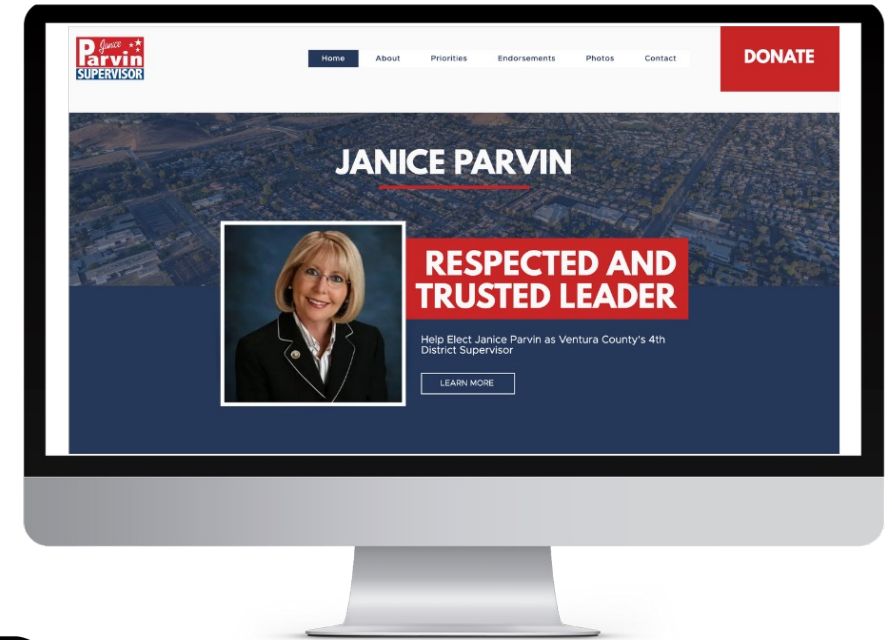 Janice
Parvin
SUPERVISOR
Home About Priorities Endorsements Photos Contact
DONATE
JANICE PARVIN
RESPECTED AND
TRUSTED LEADER
Help Elect Janice Parvin as Ventura County's 4th
District Supervisor
LEARN MORE